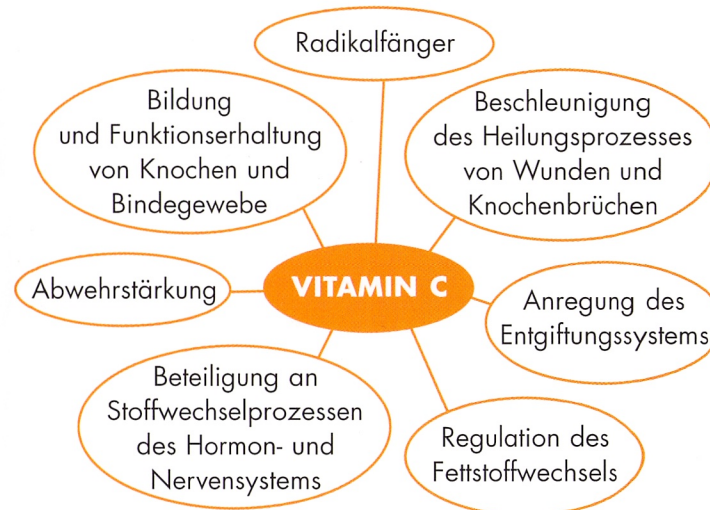 Radikalfänger
Bildung
und Funktionserhaltung
von Knochen und
Bindegewebe
Beschleunigung
des Heilungsprozesses
von Wunden und
Knochenbrüchen
Abwehrstärkung
VITAMIN C
Anregung des
Entgiftungssystems
Beteiligung an
Stoffwechselprozessen
des Hormon- und
Nervensystems
Regulation des
Fettstoffwechsels